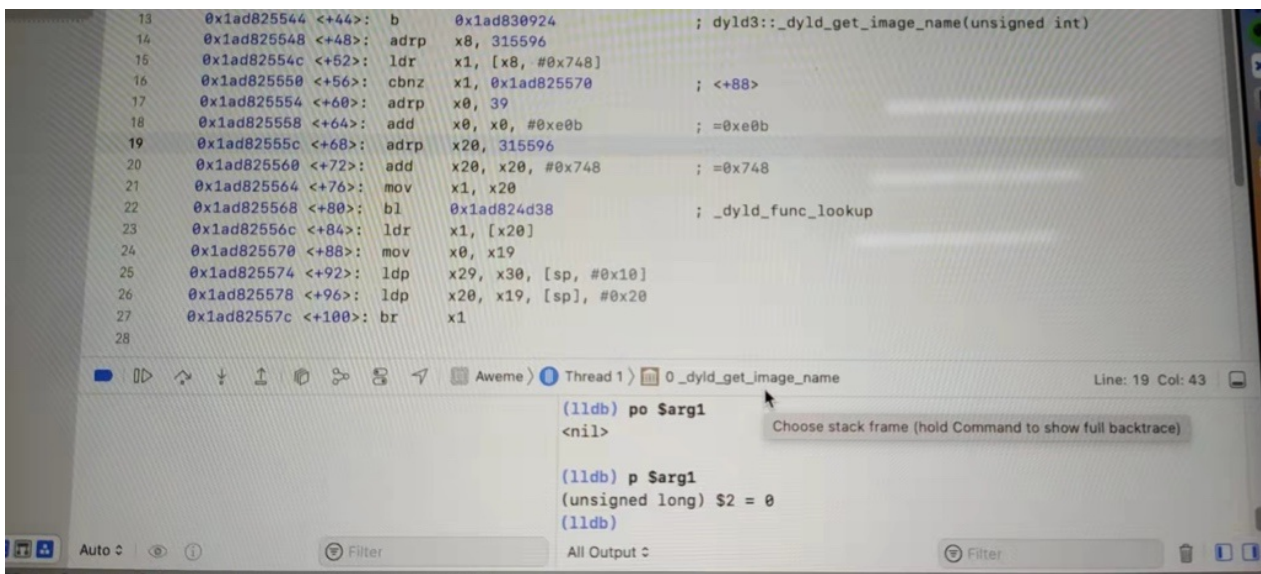 13 0x1ad825544 <+44>: b 0x1ad830924 ; dyld3::_dyld_get_image_name(unsigned int)
14 0x1ad825548 <+48>: adrp x8, 315596
15 0x1ad82554c <+52>: ldr x1, [x8, #0x748]
16 0x1ad825550 <+56>: cbnz x1, 0x1ad825570 ; <+88>
17 0x1ad825554 <+60>: adrp x0, 39
18 0x1ad825558 <+64>: add x0, x0, #0xe0b ; =0xe0b
19 0x1ad82555c <+68>: adrp x20, 315596
20 0x1ad825560 <+72>: add x20, x20, #0x748 ; =0x748
21 0x1ad825564 <+76>: mov x1, x20
22 0x1ad825568 <+80>: bl 0x1ad824d38 ; _dyld_func_lookup
23 0x1ad82556c <+84>: ldr x1, [x20]
24 0x1ad825570 <+88>: mov x0, x19
25 0x1ad825574 <+92>: ldp x29, x30, [sp, #0x10]
26 0x1ad825578 <+96>: ldp x20, x19, [sp], #0x20
27 0x1ad82557c <+100>: br x1
28
Aweme Thread 1 0 _dyld_get_image_name Line: 19 Col: 43
(lldb) po $arg1
Choose stack frame (hold Command to show full backtrace)
<nil>
(lldb) p $arg1
(unsigned long) $2 = 0
(lldb)
Auto Filter All Output Filter